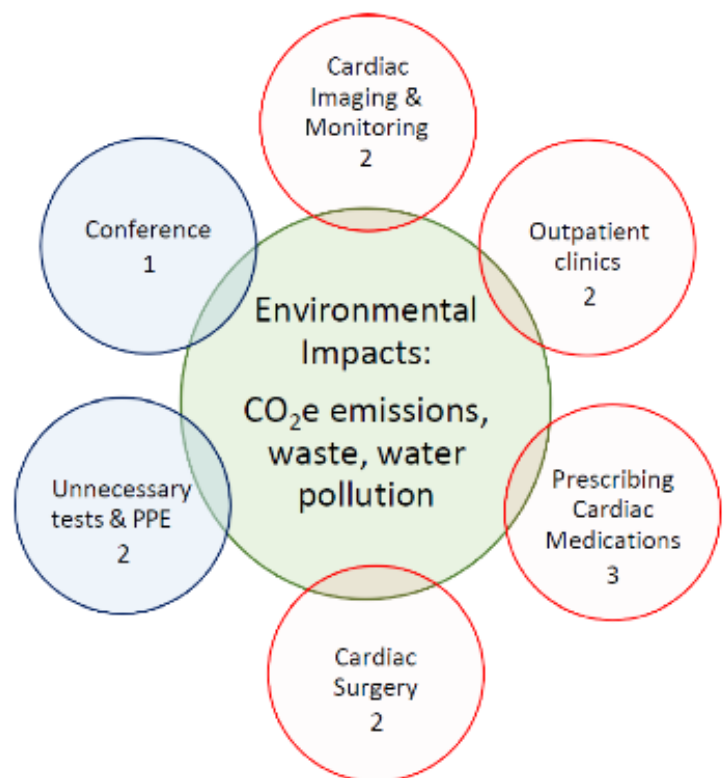 Cardiac
Imaging &
Monitoring
2
Conference
1
Outpatient
clinics
2
Environmental
Impacts:
CO₂e emissions,
waste, water
pollution
Unnecessary
tests & PPE
2
Prescribing
Cardiac
Medications
3
Cardiac
Surgery
2